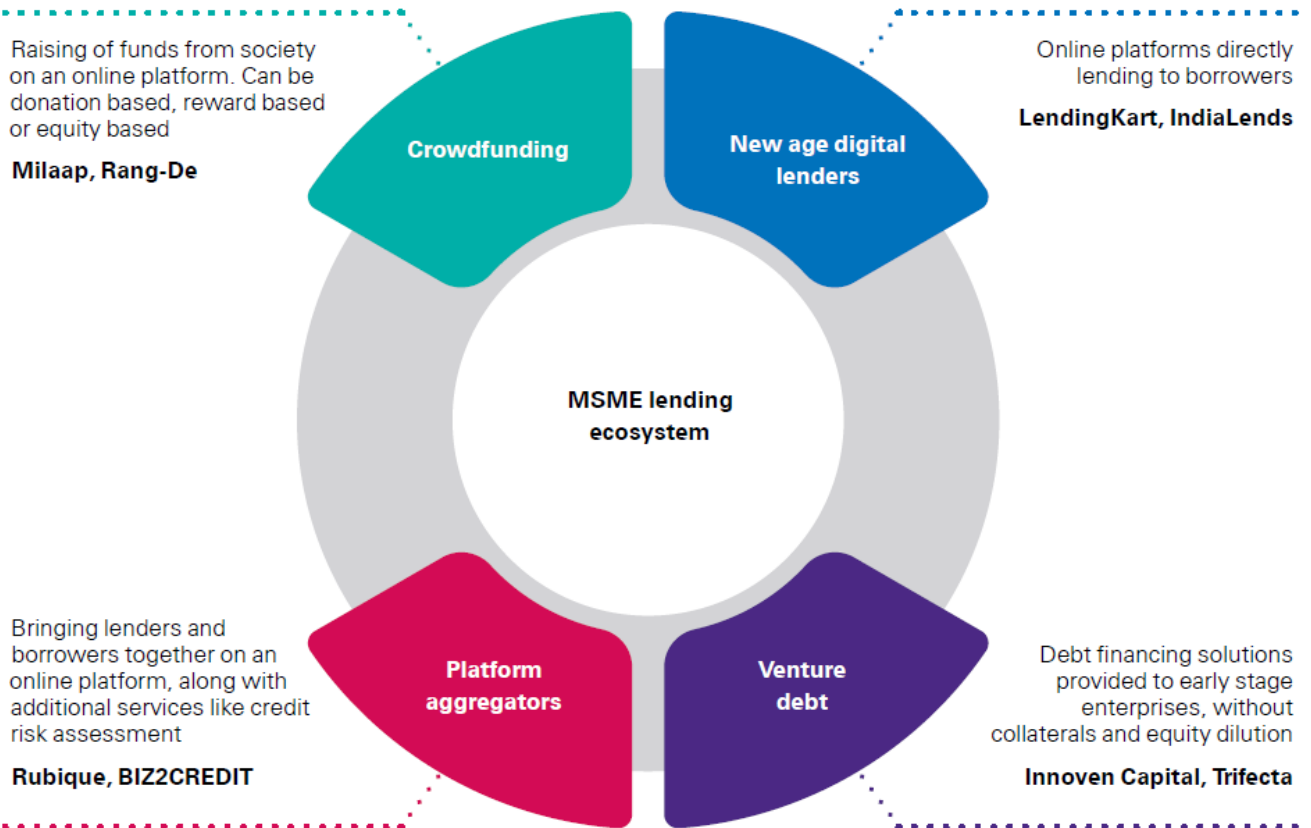 Raising of funds from society
on an online platform. Can be
donation based, reward based
or equity based
Milaap, Rang-De
Crowdfunding
New age digital
lenders
Online platforms directly
lending to borrowers
LendingKart, IndiaLends
MSME lending
ecosystem
Bringing lenders and
borrowers together on an
online platform, along with
additional services like credit
risk assessment
Rubique, BIZ2CREDIT
Platform
aggregators
Venture
debt
Debt financing solutions
provided to early stage
enterprises, without
collaterals and equity dilution
Innoven Capital, Trifecta